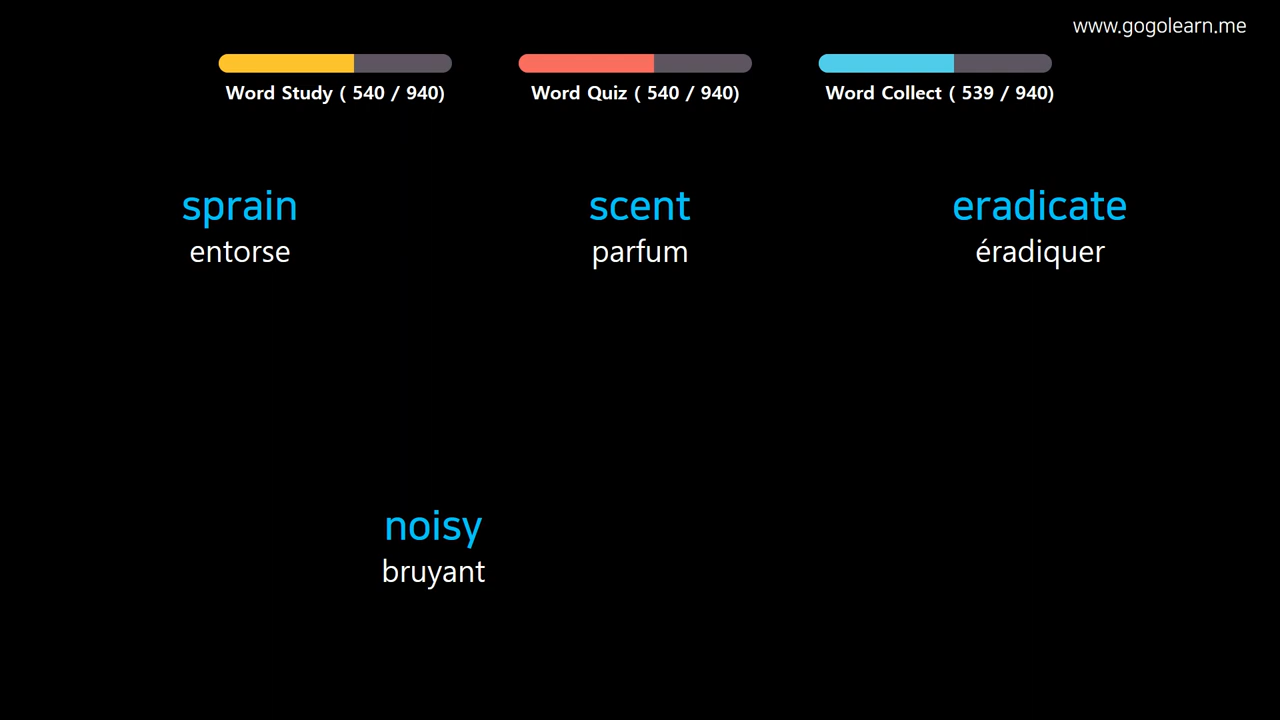 www.gogolearn.me
Word Study ( 540 / 940)
Word Quiz ( 540 / 940)
Word Collect ( 539 / 940)
sprain
entorse
scent
parfum
eradicate
éradiquer
noisy
bruyant